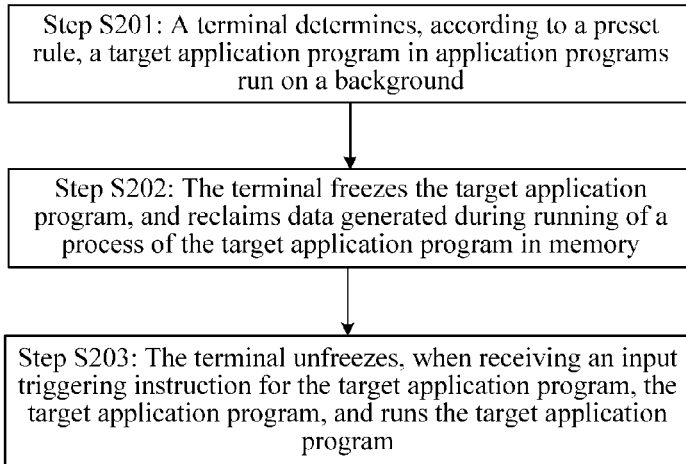 Step S201: A terminal determines, according to a preset
rule, a target application program in application programs
run on a background
Step S202: The terminal freezes the target application
program, and reclaims data generated during running of a
process of the target application program in memory
Step S203: The terminal unfreezes, when receiving an input
triggering instruction for the target application program, the
target application program, and runs the target application
program